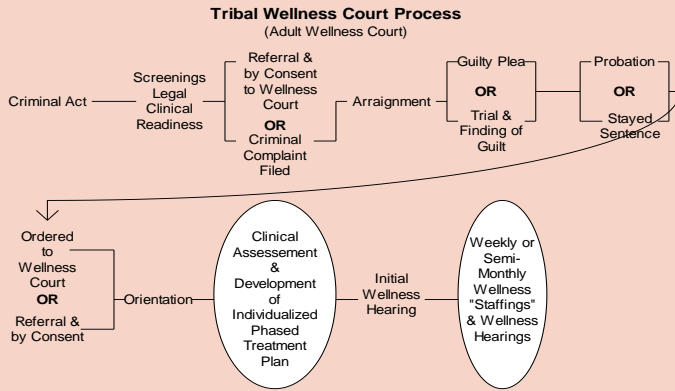 Tribal Wellness Court Process
(Adult Wellness Court)
Criminal Act
Screenings
Legal
Clinical
Readiness
Referral &
by Consent
to Wellness
Court
OR
Criminal
Complaint
Filed
Arraignment
Guilty Plea
OR
Trial &
Finding of
Guilt
Probation
OR
Stayed
Sentence
Ordered
to
Wellness
Court
OR
Referral &
by Consent
Orientation
Clinical
Assessement
&
Development
of
Individualized
Phased
Treatment
Plan
Initial
Wellness
Hearing
Weekly or
Semi-
Monthly
Wellness
"Staffings"
& Wellness
Hearings